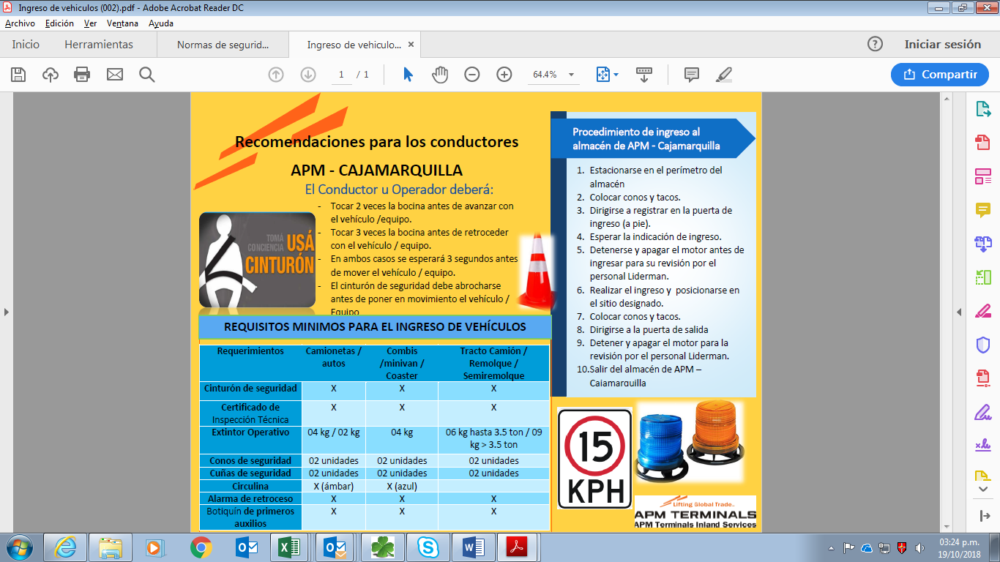 Ingreso de vehiculos (002).pdf - Adobe Acrobat Reader DC
Archivo Edición Ver Ventana Ayuda
Inicio Herramientas Normas de segurid... Ingreso de vehiculo... × Iniciar sesión
1 / 1 64.4% Compartir
Recomendaciones para los conductores
APM - CAJAMARQUILLA
El Conductor u Operador deberá:
- Tocar 2 veces la bocina antes de avanzar con
el vehículo /equipo.
- Tocar 3 veces la bocina antes de retroceder
con el vehículo / equipo.
- En ambos casos se esperará 3 segundos antes
de mover el vehículo / equipo.
- El cinturón de seguridad debe abrocharse
antes de poner en movimiento el vehículo /
Equipo
TOMÁ
CONCIENCIA USÁ
CINTURÓN
REQUISITOS MINIMOS PARA EL INGRESO DE VEHÍCULOS
Requerimientos Camionetas / autos Combis /minivan / Coaster Tracto Camión / Remolque / Semiremolque
Cinturón de seguridad X X X
Certificado de Inspección Técnica X X X
Extintor Operativo 04 kg / 02 kg 04 kg 06 kg hasta 3.5 ton / 09 kg > 3.5 ton
Conos de seguridad 02 unidades 02 unidades 02 unidades
Cuñas de seguridad 02 unidades 02 unidades 02 unidades
Circulina X (ámbar) X (azul)
Alarma de retroceso X X X
Botiquín de primeros auxilios X X X
Procedimiento de ingreso al
almacén de APM - Cajamarquilla
1. Estacionarse en el perímetro del
almacén
2. Colocar conos y tacos.
3. Dirigirse a registrar en la puerta de
ingreso (a pie).
4. Esperar la indicación de ingreso.
5. Detenerse y apagar el motor antes de
ingresar para su revisión por el
personal Liderman.
6. Realizar el ingreso y posicionarse en
el sitio designado.
7. Colocar conos y tacos.
8. Dirigirse a la puerta de salida
9. Detener y apagar el motor para la
revisión por el personal Liderman.
10.Salir del almacén de APM –
Cajamarquilla
15
KPH
Lifting Global Trade..
APM TERMINALS
APM Terminals Inland Services
03:24 p.m.
19/10/2018